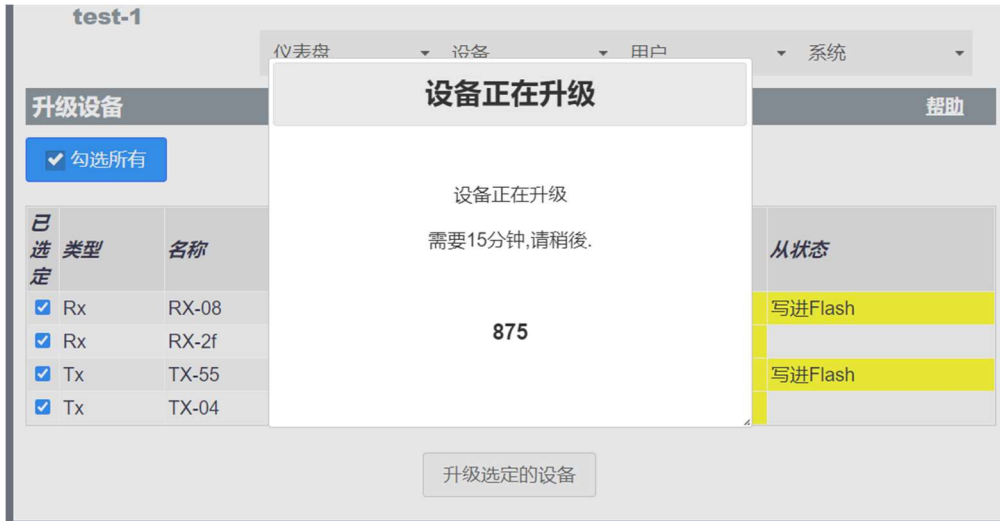 test-1
仪表盘 设备 用户 系统
升级设备 帮助
勾选所有
设备正在升级
设备正在升级
需要15分钟,请稍後.
875
已选定 类型 名称 从状态
Rx RX-08 写进Flash
Rx RX-2f
Tx TX-55 写进Flash
Tx TX-04
升级选定的设备